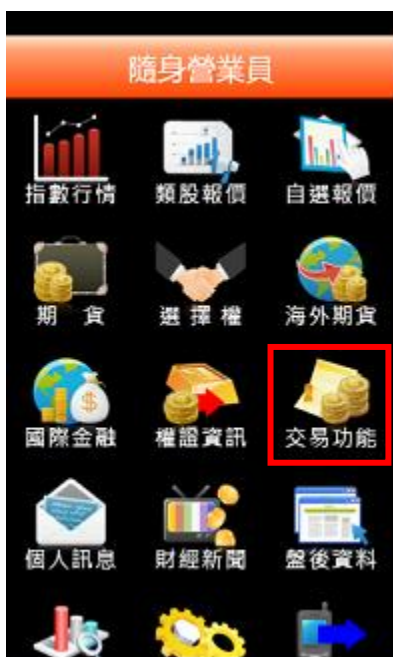 隨身營業員
指數行情 類股報價 自選報價
期 貨 選擇權 海外期貨
國際金融 權證資訊 交易功能
個人訊息 財經新聞 盤後資料